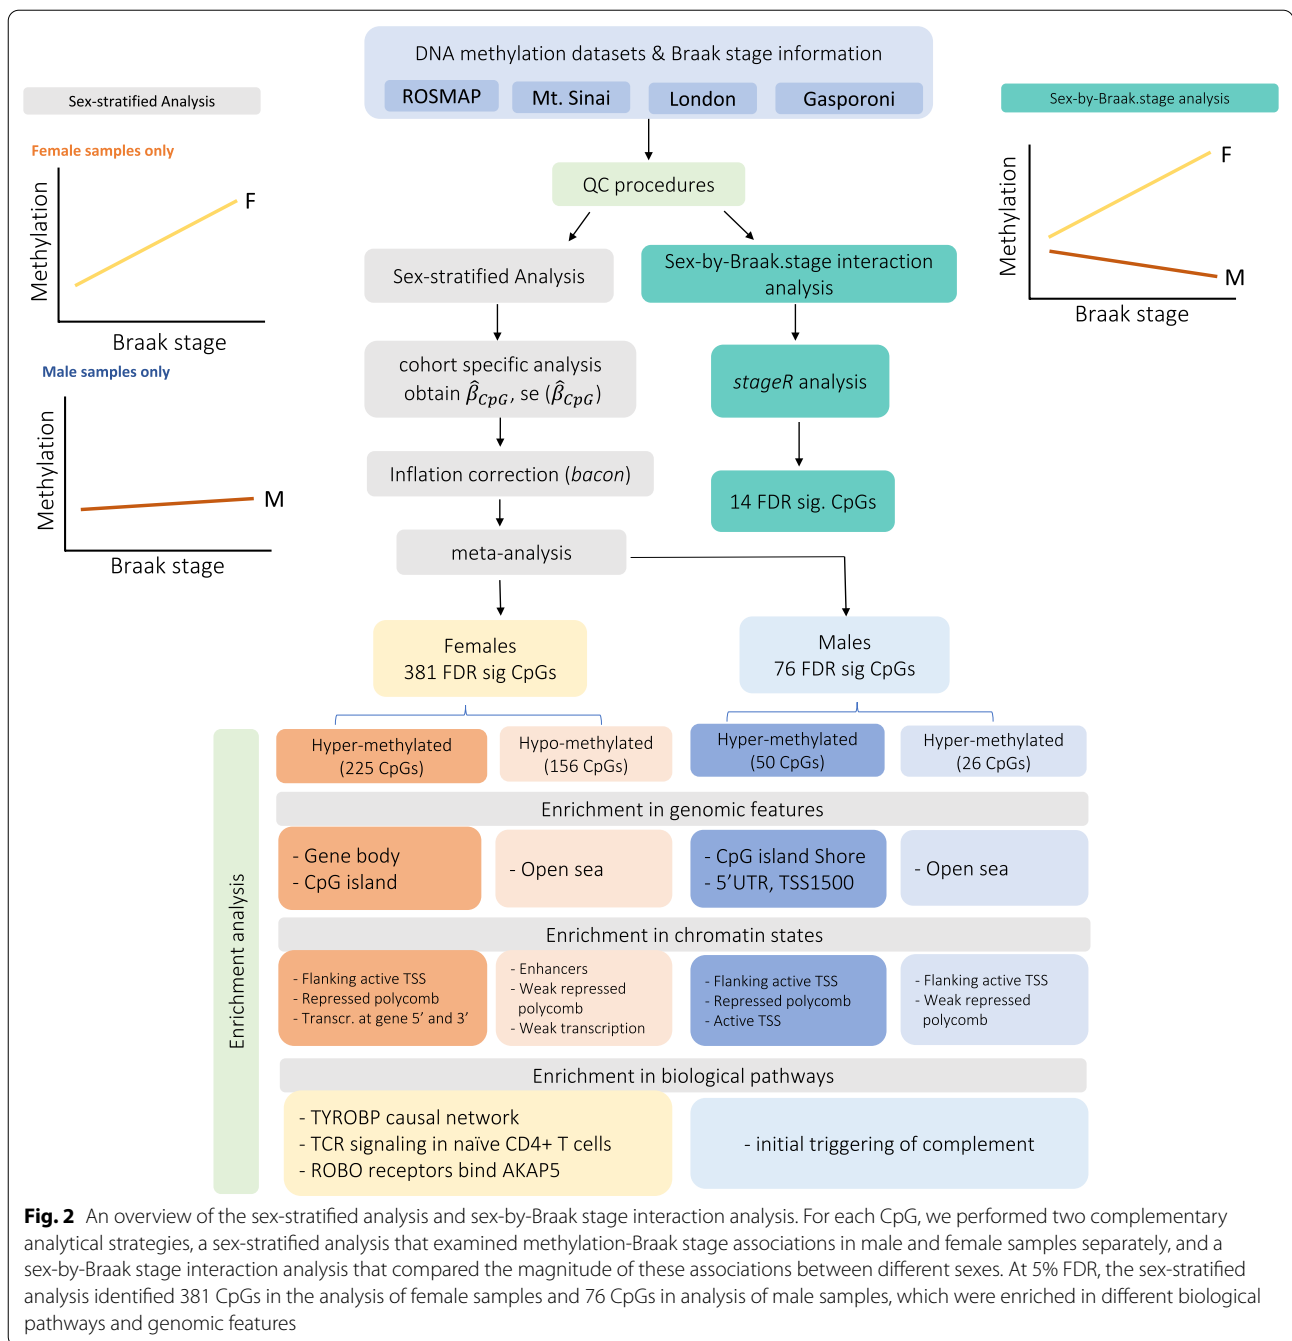 DNA methylation datasets & Braak stage information
ROSMAP
Mt. Sinai
London
Gasporoni
Sex-stratified Analysis
Female samples only
Methylation
F
Braak stage
Male samples only
Methylation
M
Braak stage
Sex-by-Braak.stage analysis
Methylation
F
M
Braak stage
QC procedures
Sex-stratified Analysis
Sex-by-Braak.stage interaction
analysis
cohort specific analysis
obtain β̂CpG, se (β̂CpG)
stageR analysis
Inflation correction (bacon)
14 FDR sig. CpGs
meta-analysis
Females
381 FDR sig CpGs
Males
76 FDR sig CpGs
Enrichment analysis
Hyper-methylated
(225 CpGs)
Hypo-methylated
(156 CpGs)
Hyper-methylated
(50 CpGs)
Hyper-methylated
(26 CpGs)
Enrichment in genomic features
- Gene body
- CpG island
- Open sea
- CpG island Shore
- 5’UTR, TSS1500
- Open sea
Enrichment in chromatin states
- Flanking active TSS
- Repressed polycomb
- Transcr. at gene 5’ and 3’
- Enhancers
- Weak repressed
polycomb
- Weak transcription
- Flanking active TSS
- Repressed polycomb
- Active TSS
- Flanking active TSS
- Weak repressed
polycomb
Enrichment in biological pathways
- TYROBP causal network
- TCR signaling in naïve CD4+ T cells
- ROBO receptors bind AKAP5
- initial triggering of complement
Fig. 2 An overview of the sex-stratified analysis and sex-by-Braak stage interaction analysis. For each CpG, we performed two complementary
analytical strategies, a sex-stratified analysis that examined methylation-Braak stage associations in male and female samples separately, and a
sex-by-Braak stage interaction analysis that compared the magnitude of these associations between different sexes. At 5% FDR, the sex-stratified
analysis identified 381 CpGs in the analysis of female samples and 76 CpGs in analysis of male samples, which were enriched in different biological
pathways and genomic features